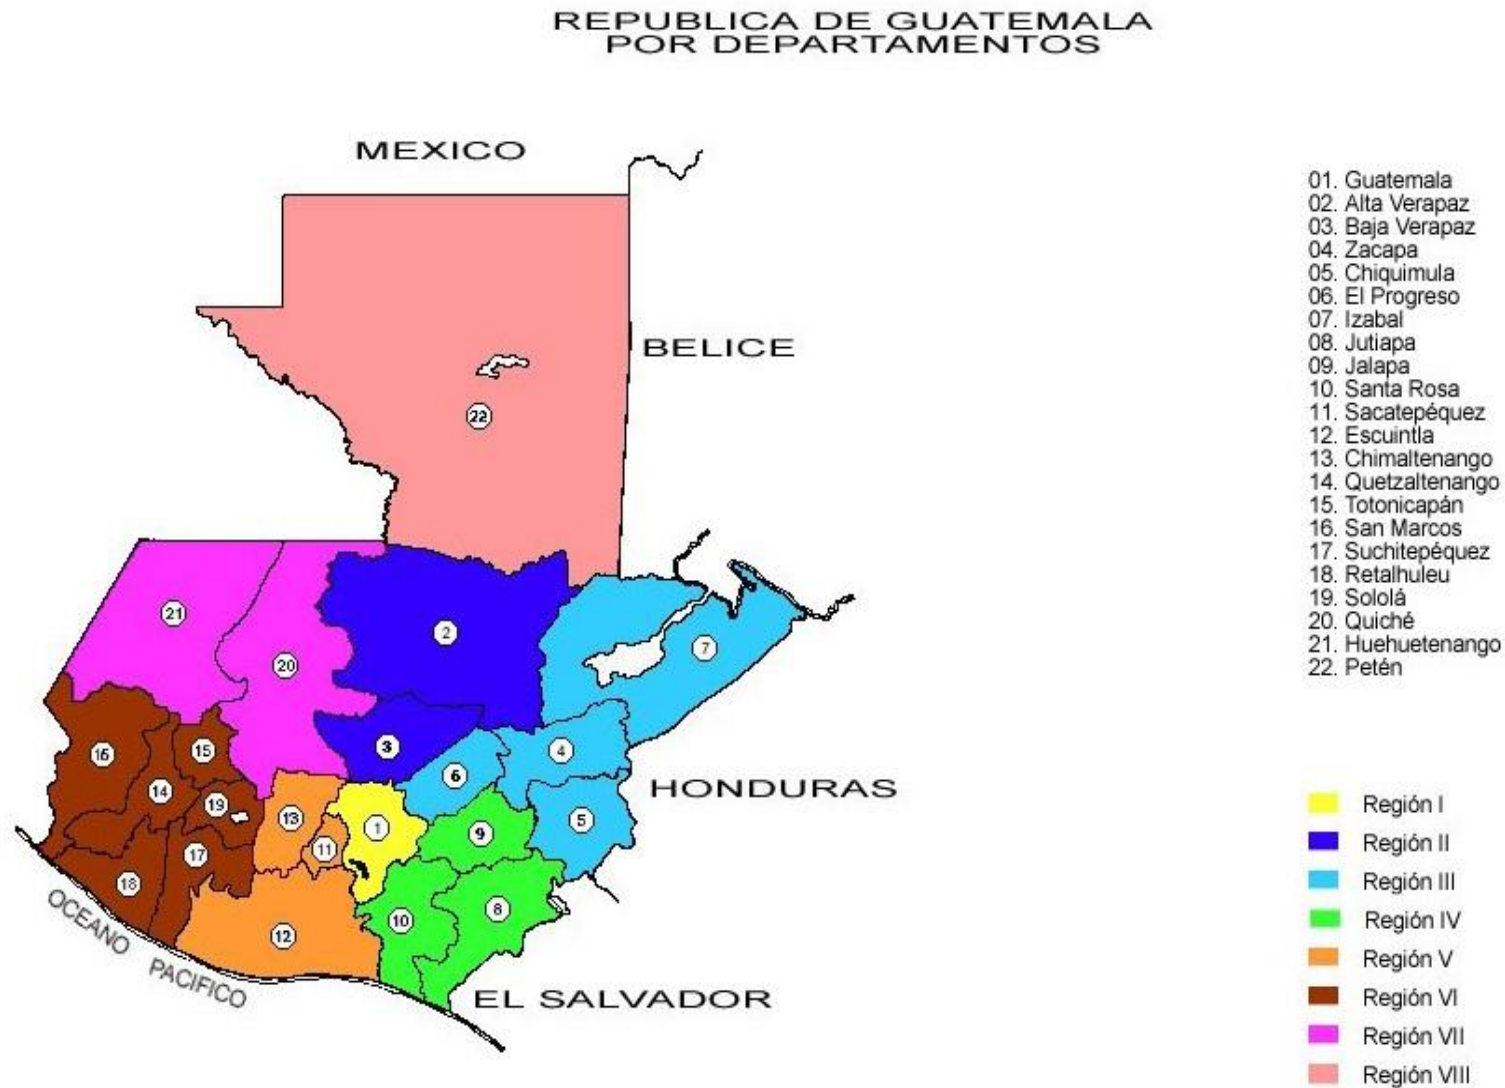 REPUBLICA DE GUATEMALA
POR DEPARTAMENTOS
MEXICO
BELICE
22
21
20
2
7
16
15
3
6
4
14
19
13
1
9
5
17
11
18
10
8
12
HONDURAS
OCEANO PACIFICO
EL SALVADOR
01. Guatemala
02. Alta Verapaz
03. Baja Verapaz
04. Zacapa
05. Chiquimula
06. El Progreso
07. Izabal
08. Jutiapa
09. Jalapa
10. Santa Rosa
11. Sacatepéquez
12. Escuintla
13. Chimaltenango
14. Quetzaltenango
15. Totonicapán
16. San Marcos
17. Suchitepéquez
18. Retalhuleu
19. Sololá
20. Quiché
21. Huehuetenango
22. Petén
Región I
Región II
Región III
Región IV
Región V
Región VI
Región VII
Región VIII